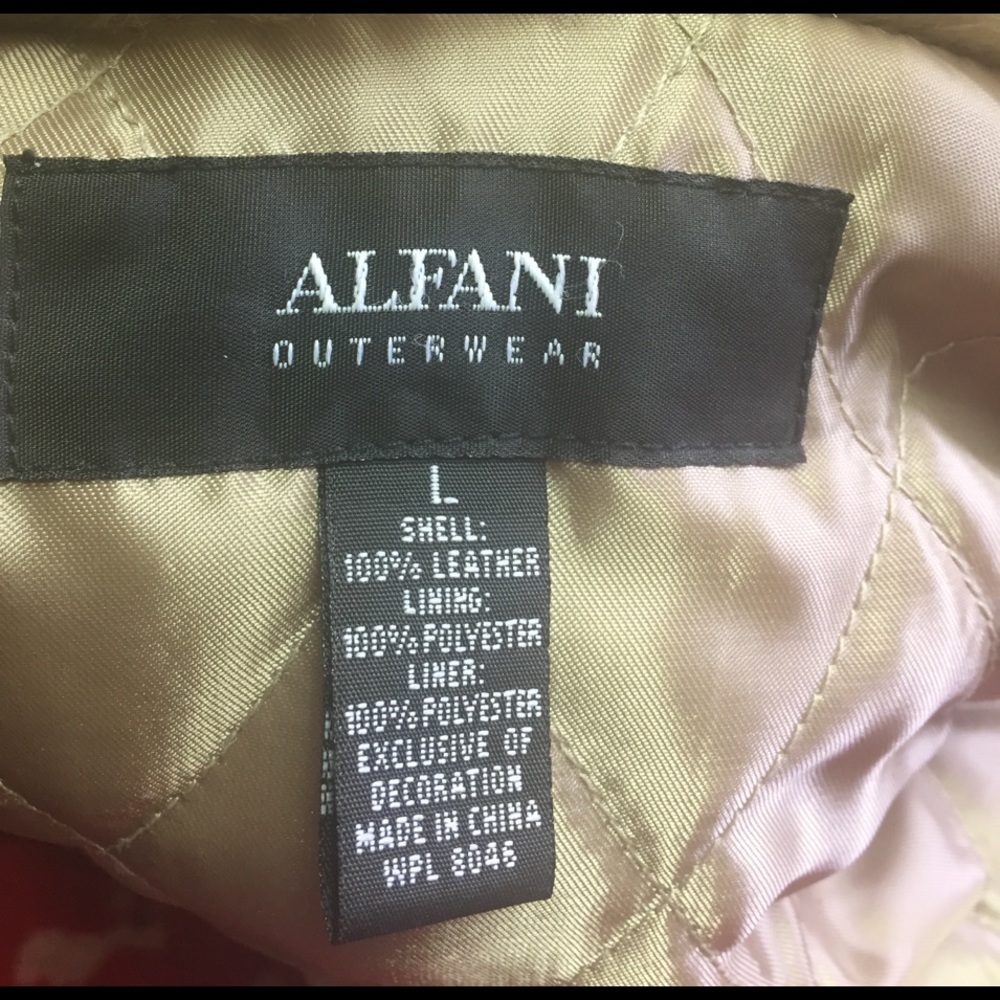 ALFANI
OUTERWEAR
L
SHELL:
100% LEATHER
LINING:
100% POLYESTER
LINER:
100% POLYESTER
EXCLUSIVE OF
DECORATION
MADE IN CHINA
WPL 8046